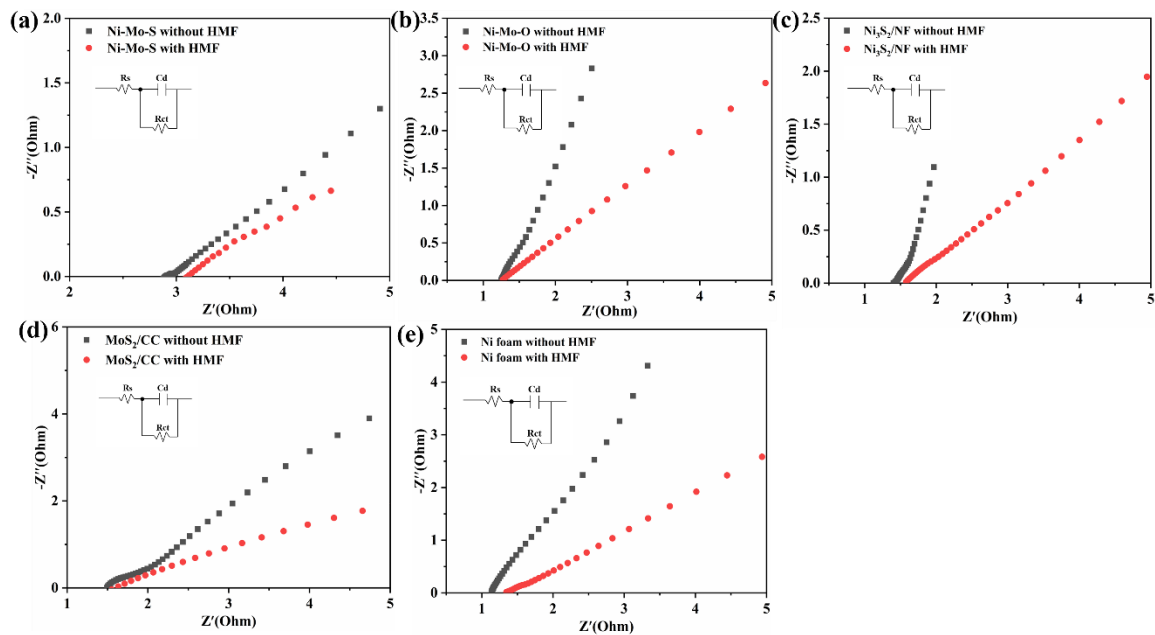 (a)
Ni-Mo-S without HMF
Ni-Mo-S with HMF
Rs
Cd
Rct
-Z″(Ohm)
2.0
1.5
1.0
0.5
0.0
2
3
4
5
Z′(Ohm)
(b)
Ni-Mo-O without HMF
Ni-Mo-O with HMF
Rs
Cd
Rct
-Z″(Ohm)
3.5
3.0
2.5
2.0
1.5
1.0
0.5
0.0
1
2
3
4
5
Z′(Ohm)
(c)
Ni₃S₂/NF without HMF
Ni₃S₂/NF with HMF
Rs
Cd
Rct
-Z″(Ohm)
2.5
2.0
1.5
1.0
0.5
0.0
1
2
3
4
5
Z′(Ohm)
(d)
MoS₂/CC without HMF
MoS₂/CC with HMF
Rs
Cd
Rct
-Z″(Ohm)
6
4
2
0
1
2
3
4
5
Z′(Ohm)
(e)
Ni foam without HMF
Ni foam with HMF
Rs
Cd
Rct
-Z″(Ohm)
5
4
3
2
1
0
1
2
3
4
5
Z′(Ohm)